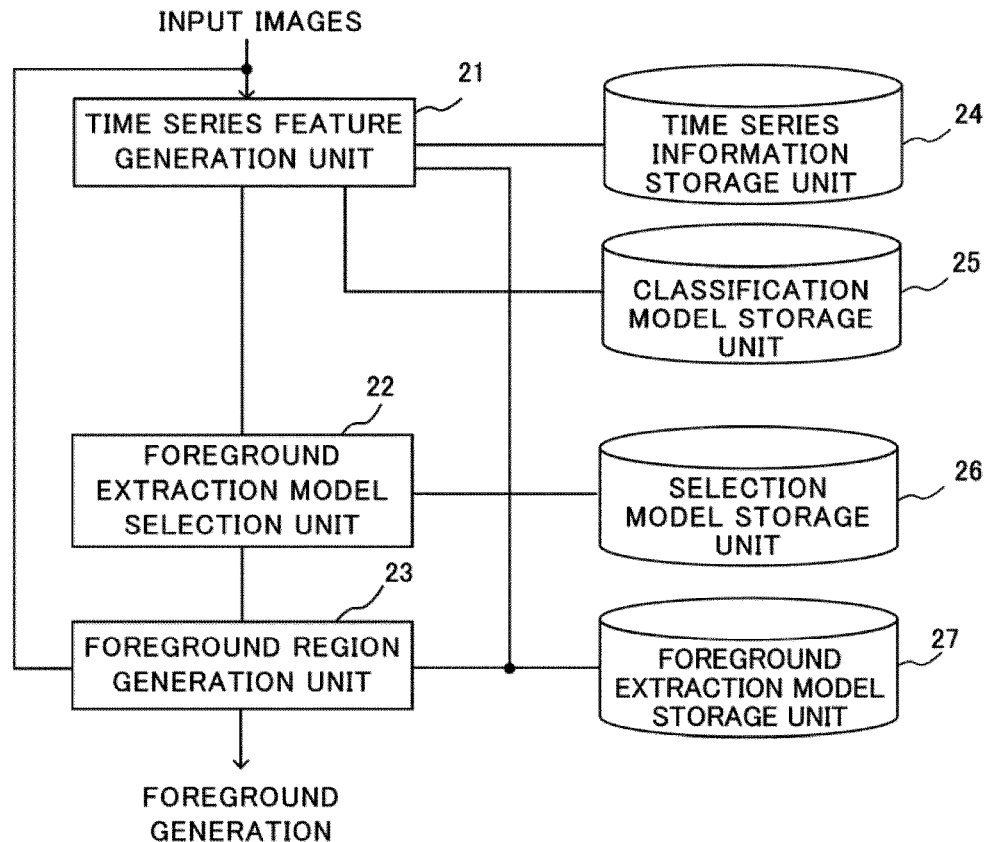 INPUT IMAGES
21
TIME SERIES FEATURE
GENERATION UNIT
24
TIME SERIES
INFORMATION
STORAGE UNIT
25
CLASSIFICATION
MODEL STORAGE
UNIT
22
FOREGROUND
EXTRACTION MODEL
SELECTION UNIT
26
SELECTION
MODEL STORAGE
UNIT
23
FOREGROUND REGION
GENERATION UNIT
27
FOREGROUND
EXTRACTION MODEL
STORAGE UNIT
FOREGROUND
GENERATION